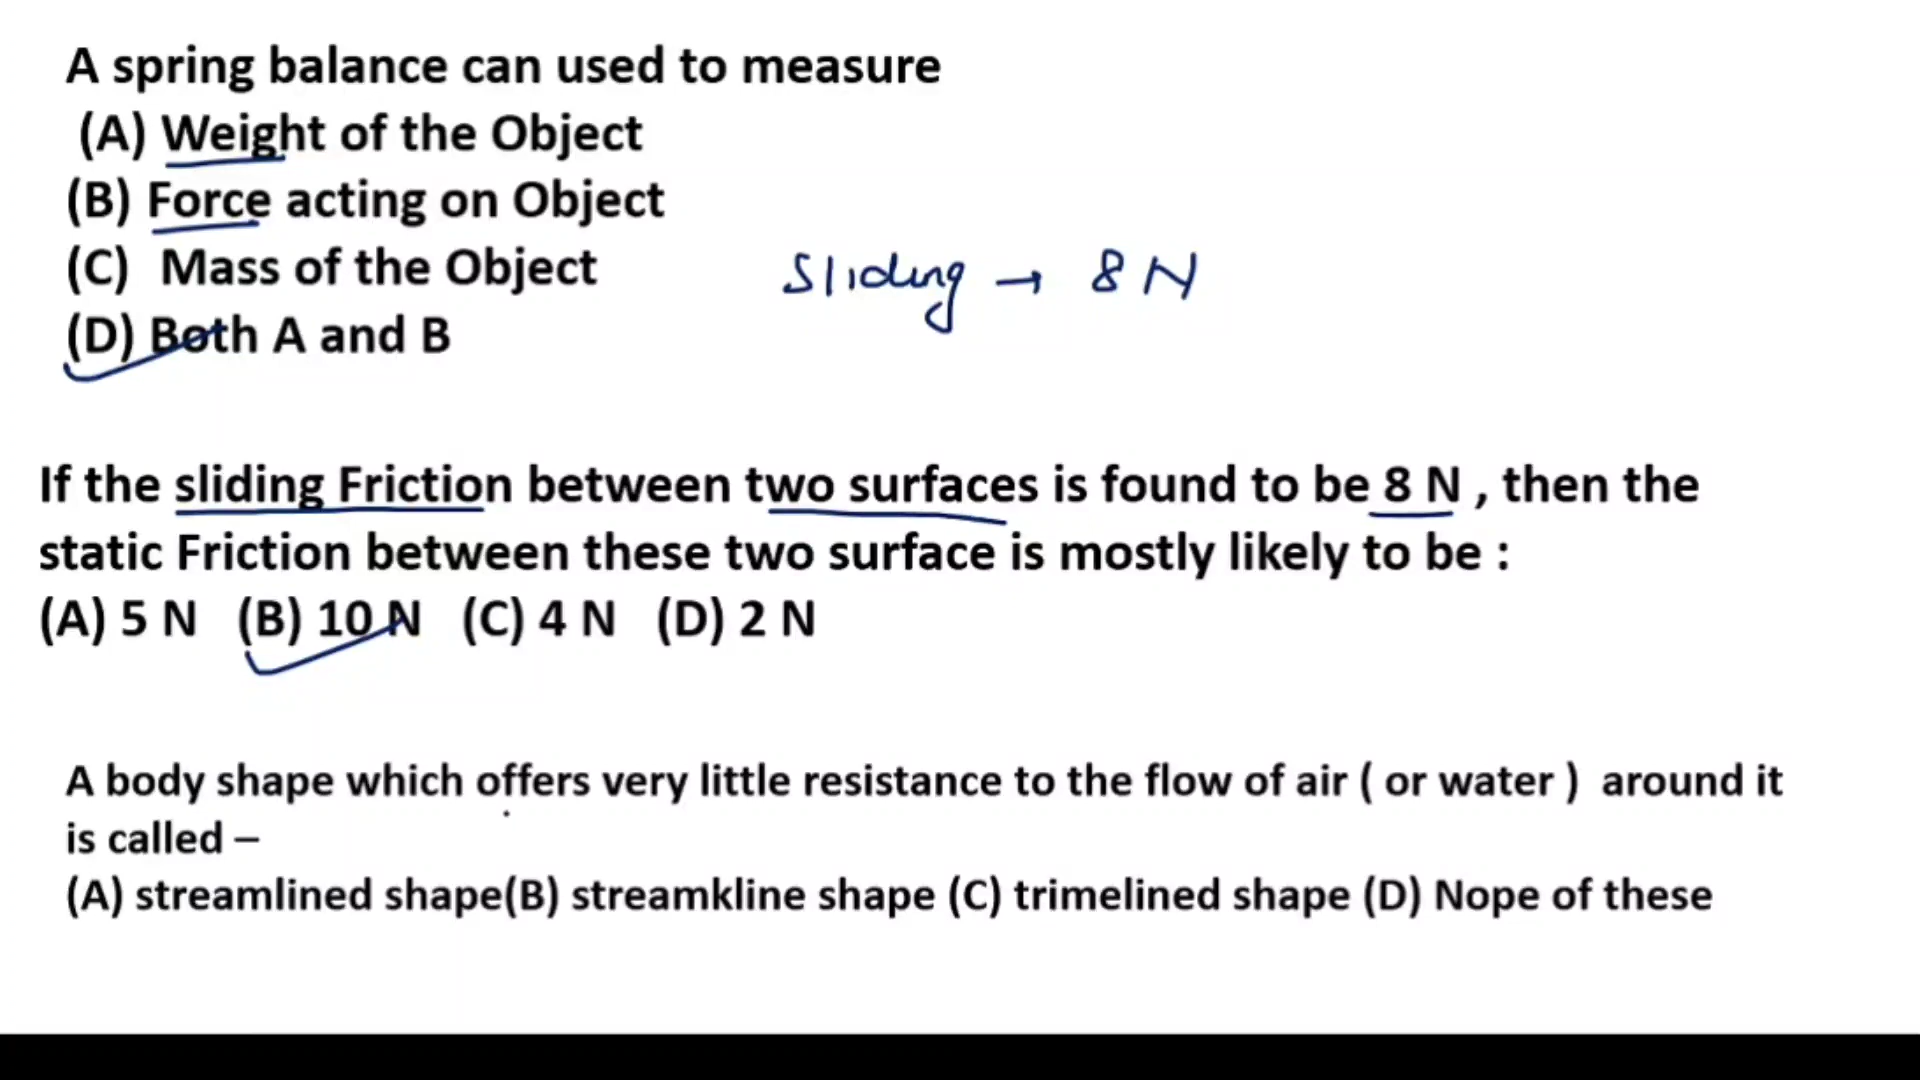 A spring balance can used to measure
(A) Weight of the Object
(B) Force acting on Object
(C) Mass of the Object
(D) Both A and B
Sliding → 8 N
If the sliding Friction between two surfaces is found to be 8 N , then the
static Friction between these two surface is mostly likely to be :
(A) 5 N (B) 10 N (C) 4 N (D) 2 N
A body shape which offers very little resistance to the flow of air ( or water ) around it
is called –
(A) streamlined shape(B) streamkline shape (C) trimelined shape (D) Nope of these